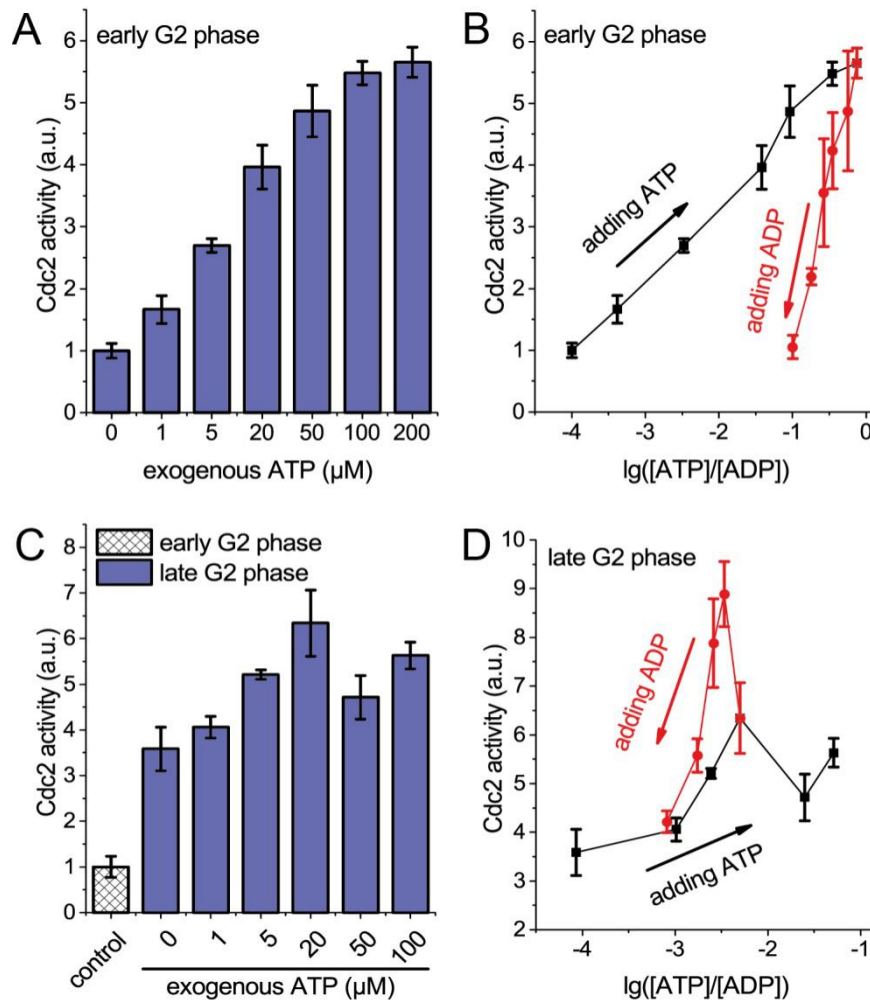 A
early G2 phase
6
5
4
3
2
1
0
Cdc2 activity (a.u.)
0 1 5 20 50 100 200
exogenous ATP (µM)
B
early G2 phase
6
5
4
3
2
1
0
Cdc2 activity (a.u.)
adding ATP
adding ADP
-4 -3 -2 -1 0
lg([ATP]/[ADP])
C
early G2 phase
late G2 phase
8
7
6
5
4
3
2
1
0
Cdc2 activity (a.u.)
control 0 1 5 20 50 100
exogenous ATP (µM)
D
late G2 phase
10
9
8
7
6
5
4
3
2
Cdc2 activity (a.u.)
adding ADP
adding ATP
-4 -3 -2 -1
lg([ATP]/[ADP])